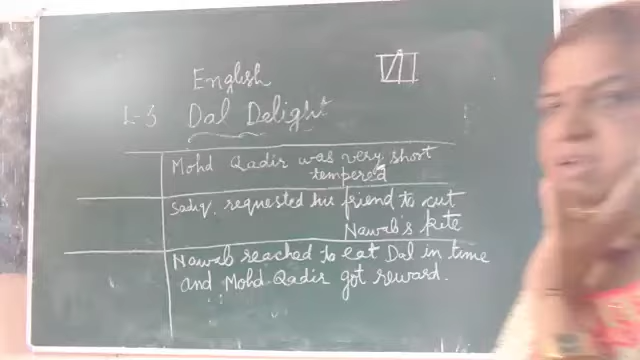 English
L-3 Dal Delight
Mohd Qadir was very short
tempered
Sadiq requested his friend to cut
Nawab's kite
Nawab reached to eat Dal in time
and Mohd. Qadir got reward.